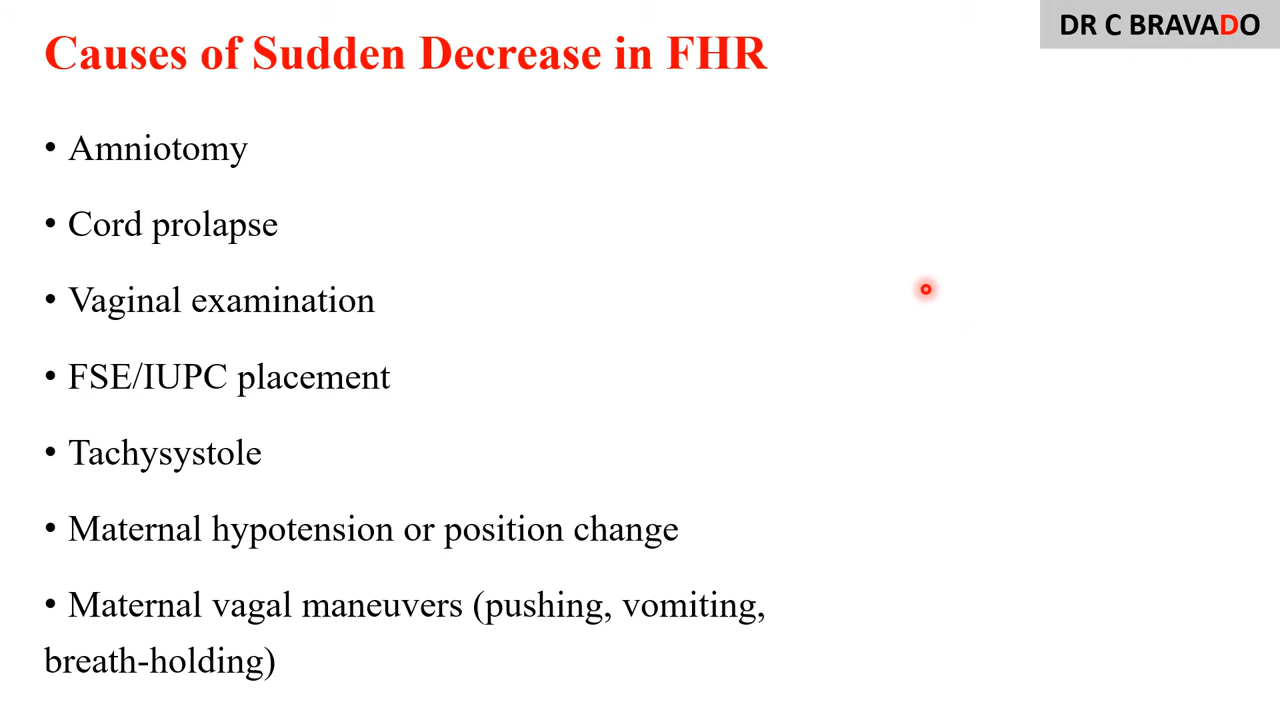 DR C BRAVADO
Causes of Sudden Decrease in FHR
• Amniotomy
• Cord prolapse
• Vaginal examination
• FSE/IUPC placement
• Tachysystole
• Maternal hypotension or position change
• Maternal vagal maneuvers (pushing, vomiting,
breath-holding)